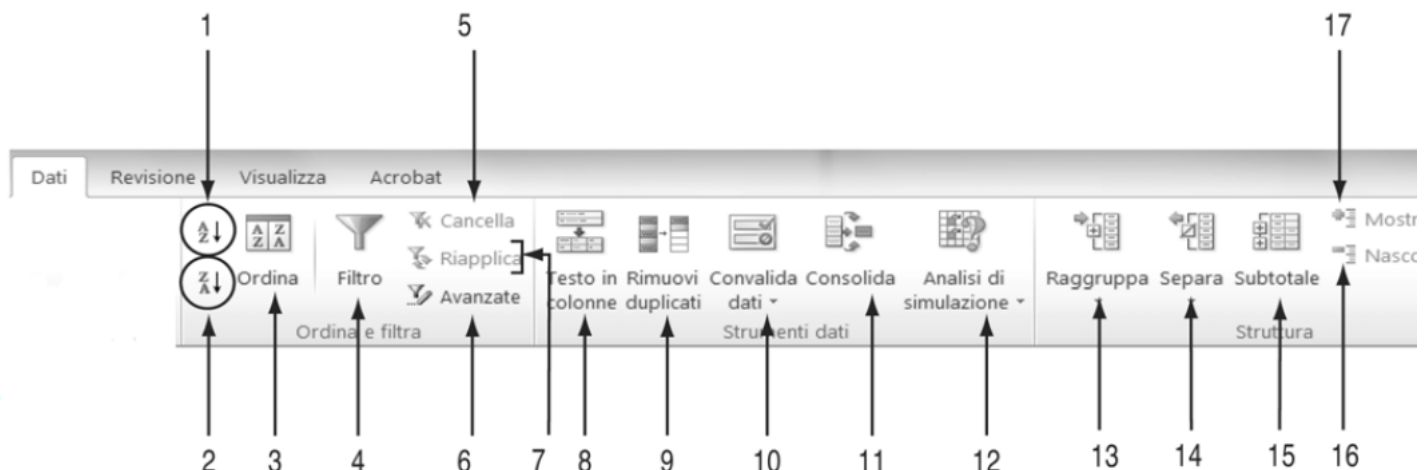 1 5 17
Dati Revisione Visualizza Acrobat
Cancella
Mostr
Riapplica
Nasco
Ordina Filtro
Testo in colonne
Rimuovi duplicati
Convalida dati
Consolida
Analisi di simulazione
Raggruppa Separa Subtotale
Avanzate
Ordina e filtra Strumenti dati Struttura
2 3 4 6 7 8 9 10 11 12 13 14 15 16